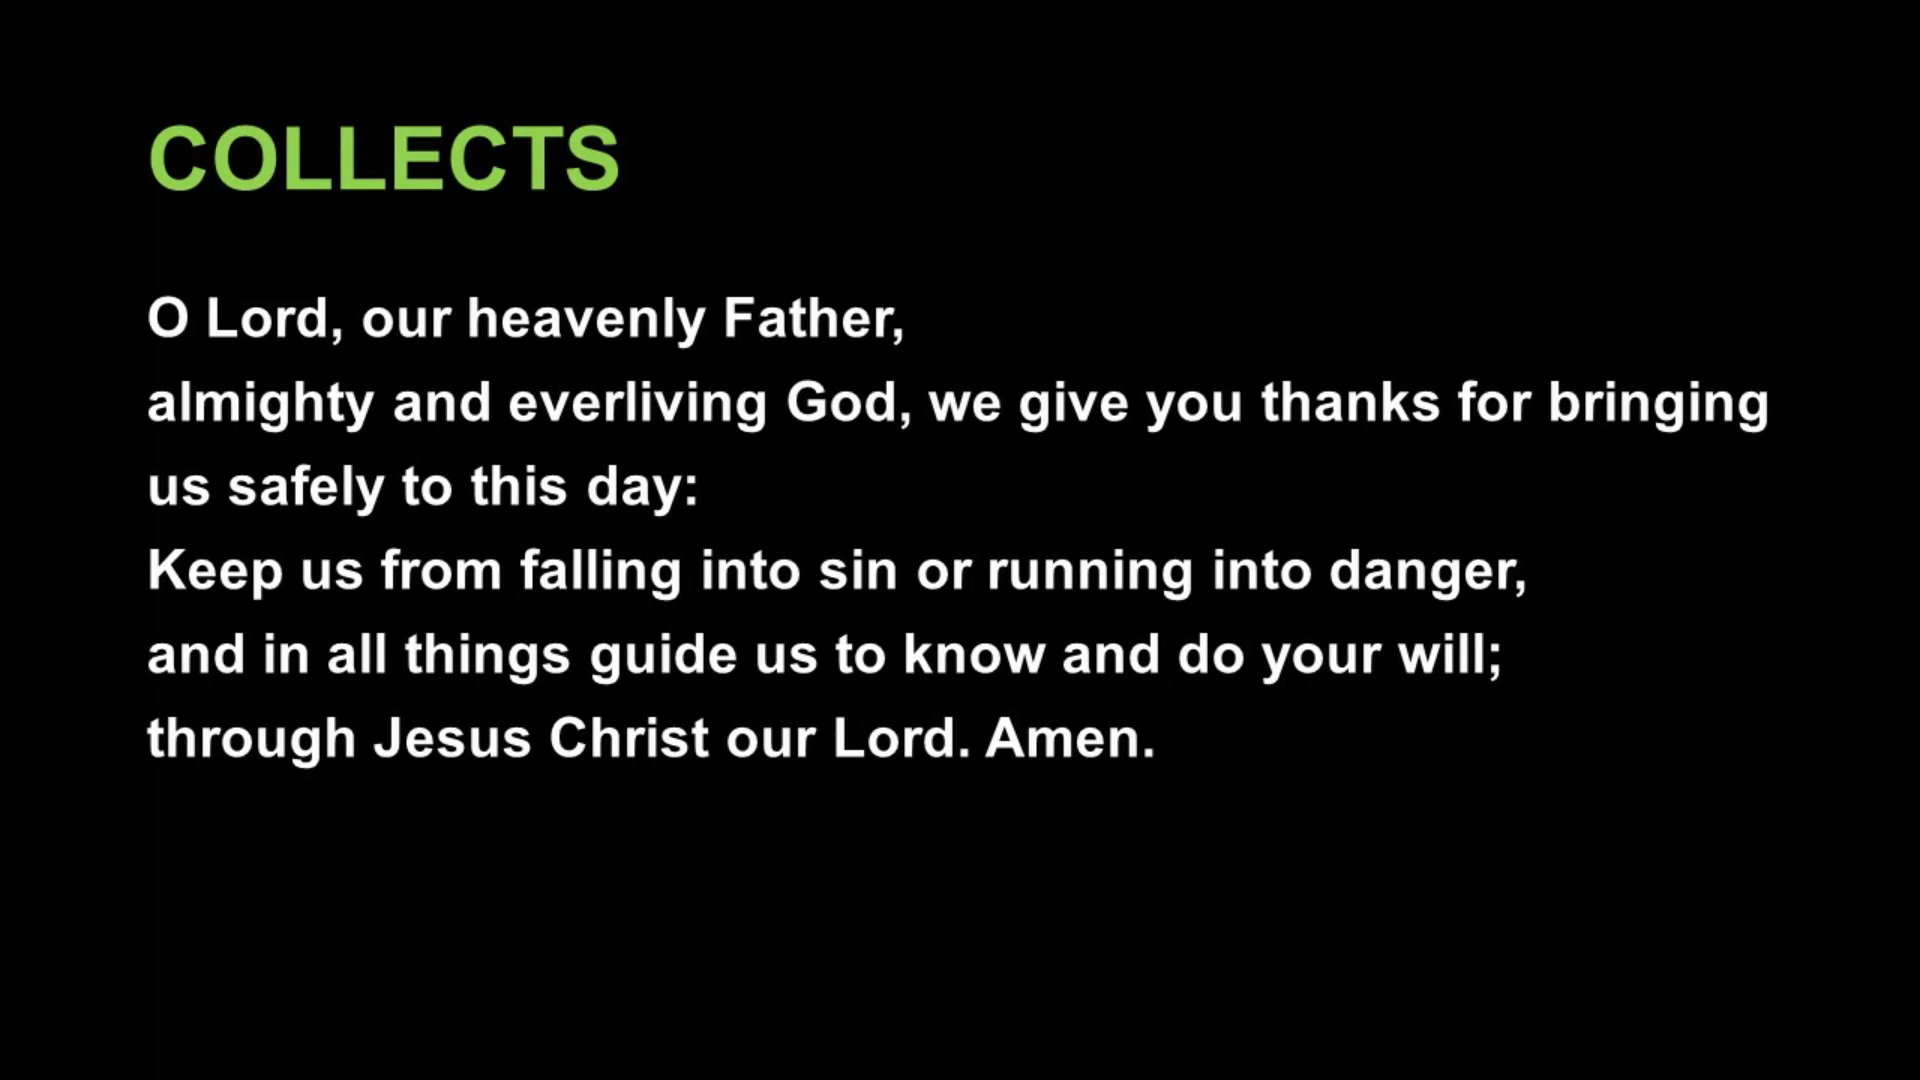 COLLECTS
O Lord, our heavenly Father,
almighty and everliving God, we give you thanks for bringing
us safely to this day:
Keep us from falling into sin or running into danger,
and in all things guide us to know and do your will;
through Jesus Christ our Lord. Amen.